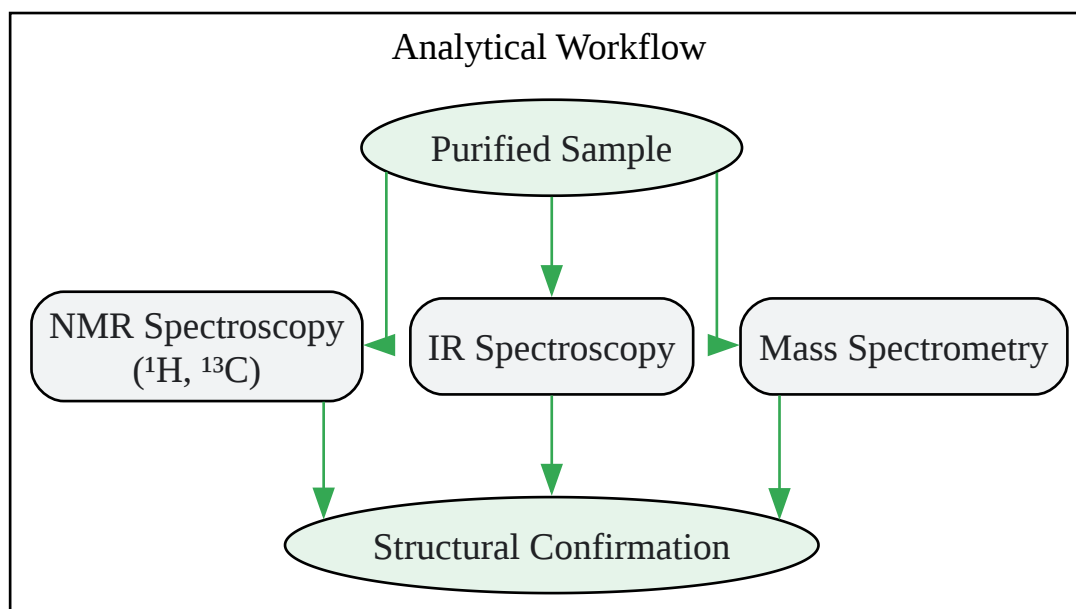 Analytical Workflow
Purified Sample
NMR Spectroscopy
(¹H, ¹³C)
IR Spectroscopy
Mass Spectrometry
Structural Confirmation